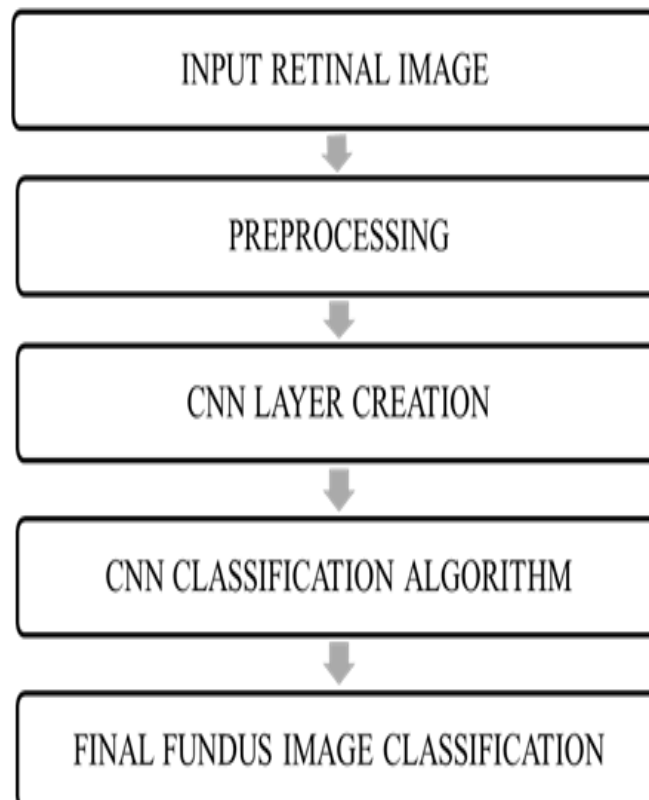 INPUT RETINAL IMAGE
PREPROCESSING
CNN LAYER CREATION
CNN CLASSIFICATION ALGORITHM
FINAL FUNDUS IMAGE CLASSIFICATION